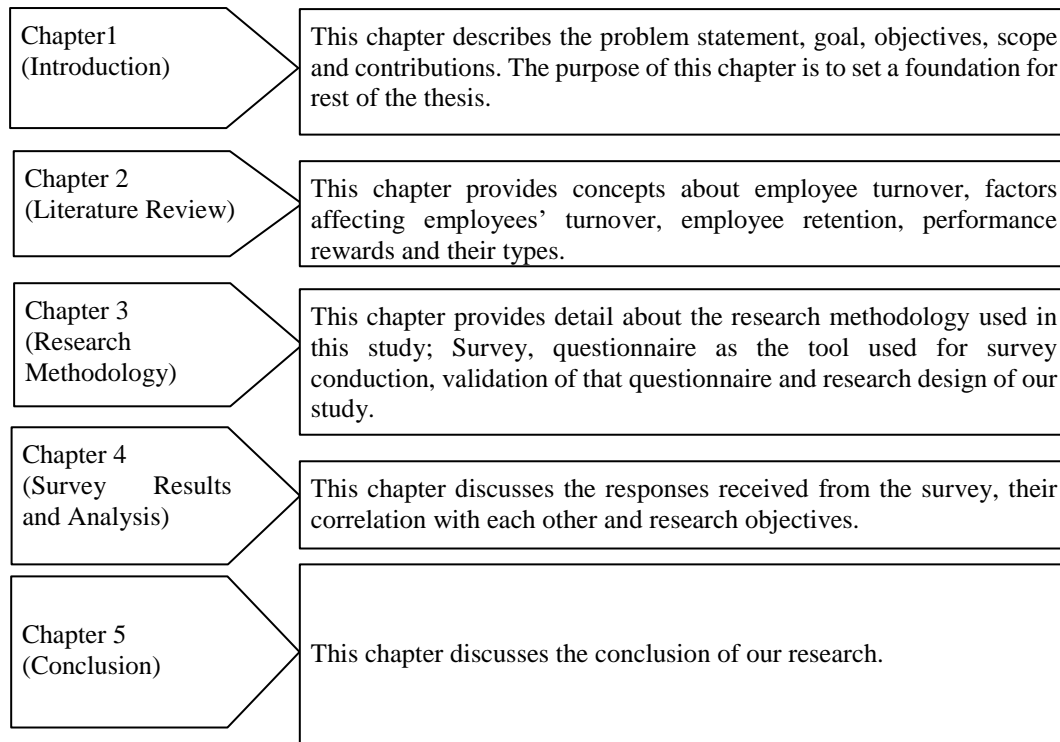 Chapter1
(Introduction)
This chapter describes the problem statement, goal, objectives, scope
and contributions. The purpose of this chapter is to set a foundation for
rest of the thesis.
Chapter 2
(Literature Review)
This chapter provides concepts about employee turnover, factors
affecting employees’ turnover, employee retention, performance
rewards and their types.
Chapter 3
(Research
Methodology)
This chapter provides detail about the research methodology used in
this study; Survey, questionnaire as the tool used for survey
conduction, validation of that questionnaire and research design of our
study.
Chapter 4
(Survey Results
and Analysis)
This chapter discusses the responses received from the survey, their
correlation with each other and research objectives.
Chapter 5
(Conclusion)
This chapter discusses the conclusion of our research.